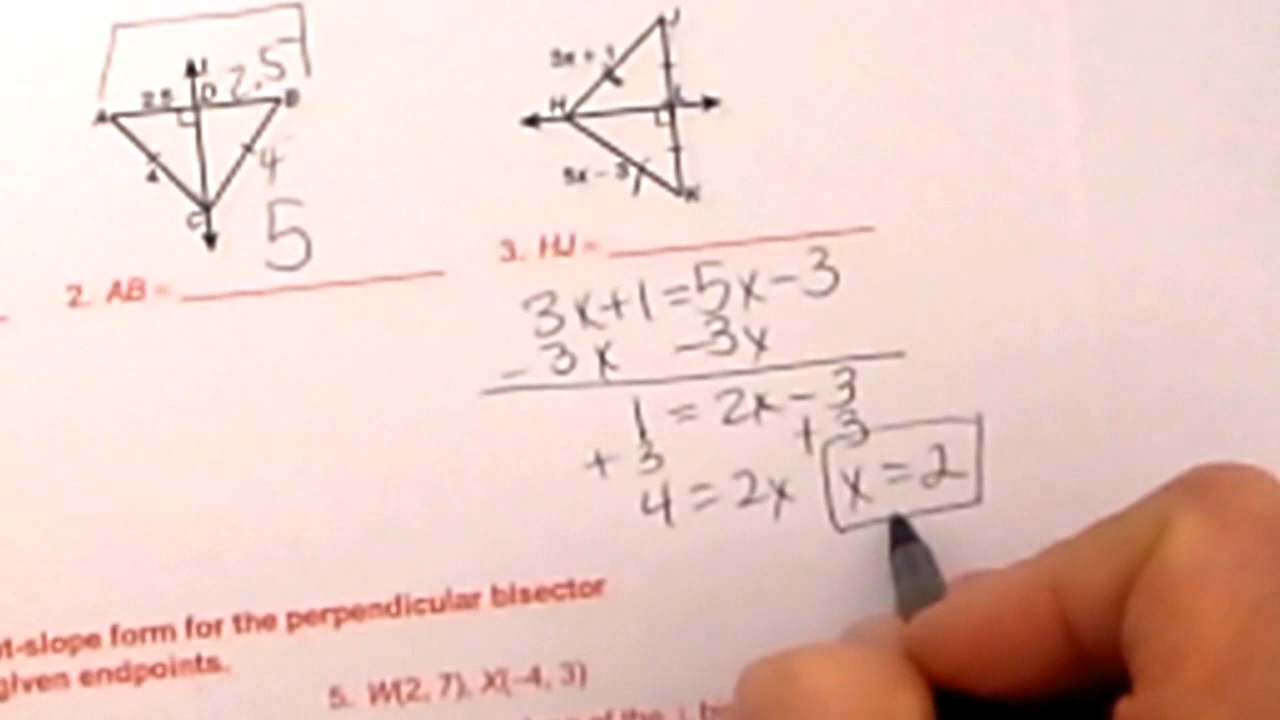 2.5
D 2.5
A
B
4
4
C
5
2. AB =
J
3x + 1
H
L
5x - 3
K
3. HJ =
3x+1=5x-3
-3x -3x
1 = 2x - 3
+3 +3
4 = 2x x = 2
t-slope form for the perpendicular bisector
given endpoints.
5. W(2, 7), X(-4, 3)
of the